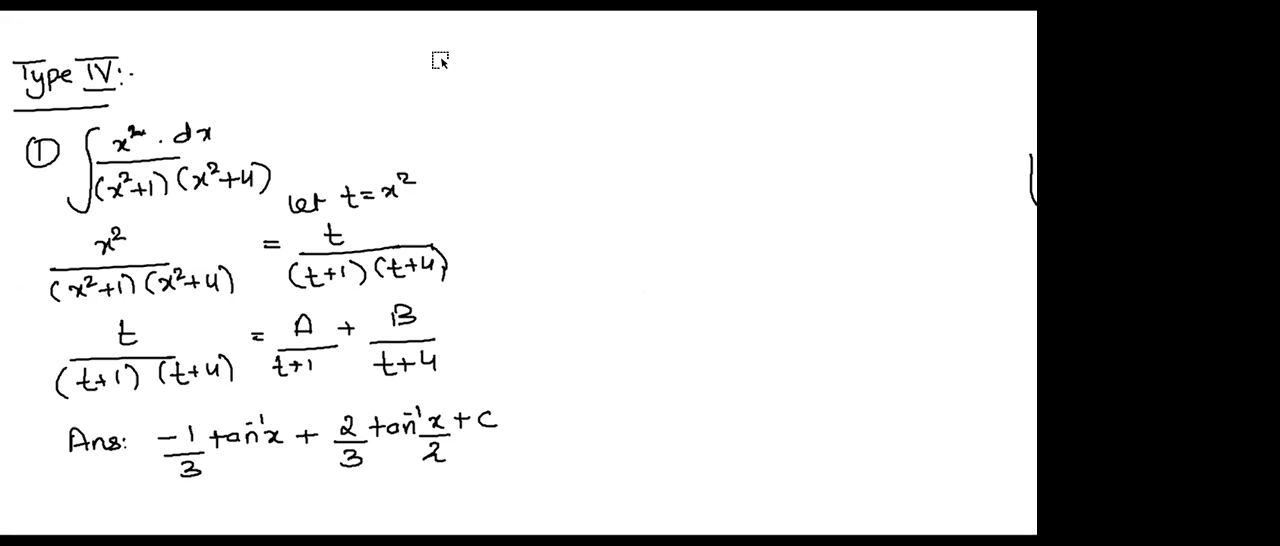 Type IV:.
① ∫ x² . dx / (x²+1) (x²+4)
let t = x²
x² / (x²+1) (x²+4) = t / (t+1) (t+4)
t / (t+1) (t+4) = A / t+1 + B / t+4
Ans: -1/3 tan⁻¹x + 2/3 tan⁻¹ x/2 + C